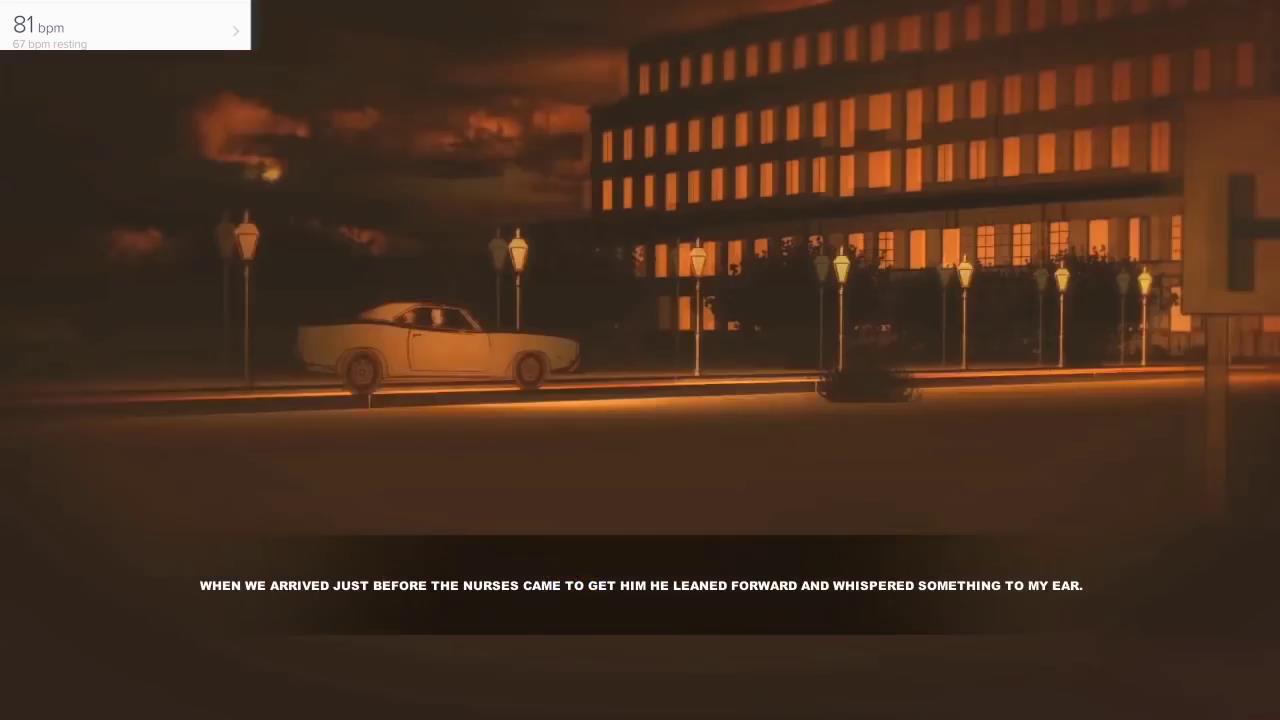 81 bpm
67 bpm resting
WHEN WE ARRIVED JUST BEFORE THE NURSES CAME TO GET HIM HE LEANED FORWARD AND WHISPERED SOMETHING TO MY EAR.